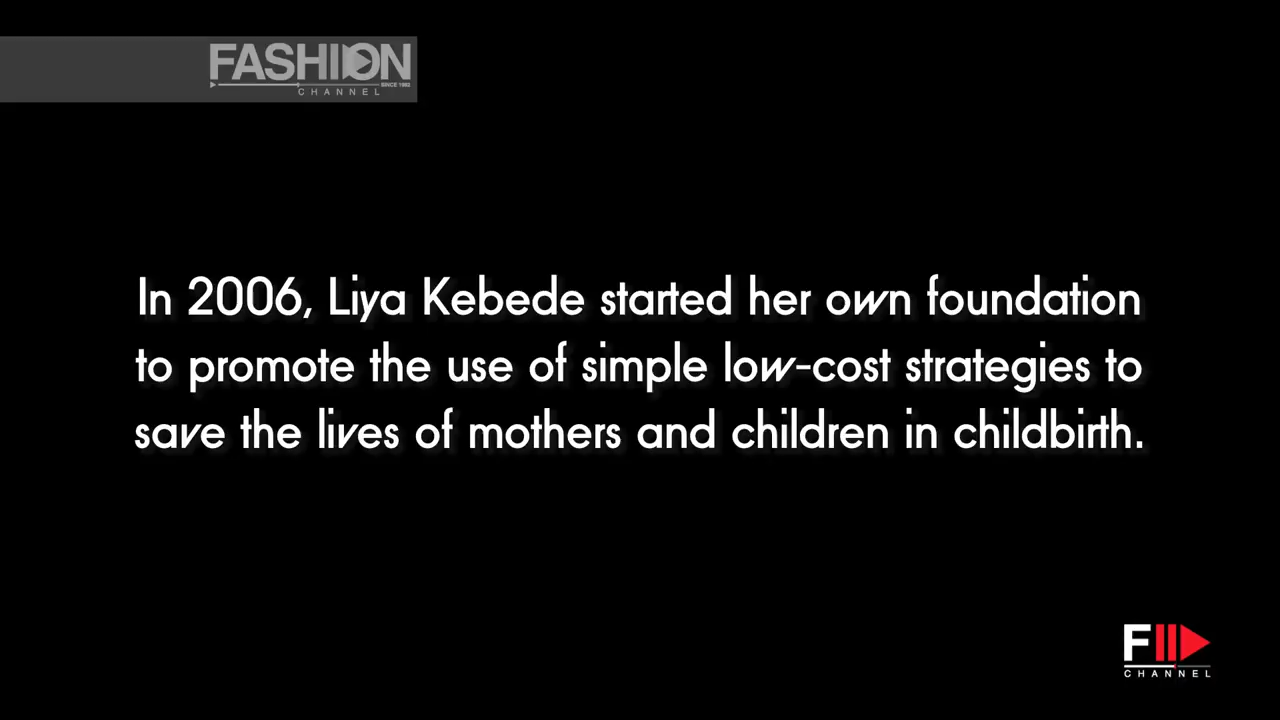 FASHION
SINCE 1982
CHANNEL
In 2006, Liya Kebede started her own foundation
to promote the use of simple low-cost strategies to
save the lives of mothers and children in childbirth.
F
CHANNEL